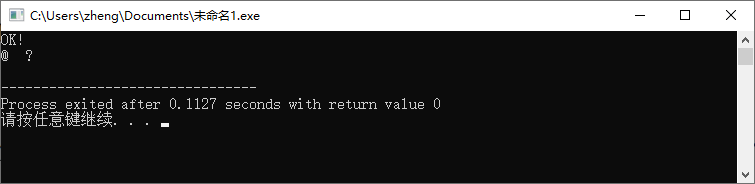 C:\Users\zheng\Documents\未命名1.exe
OK!
@  ?
--------------------------------
Process exited after 0.1127 seconds with return value 0
请按任意键继续. . .